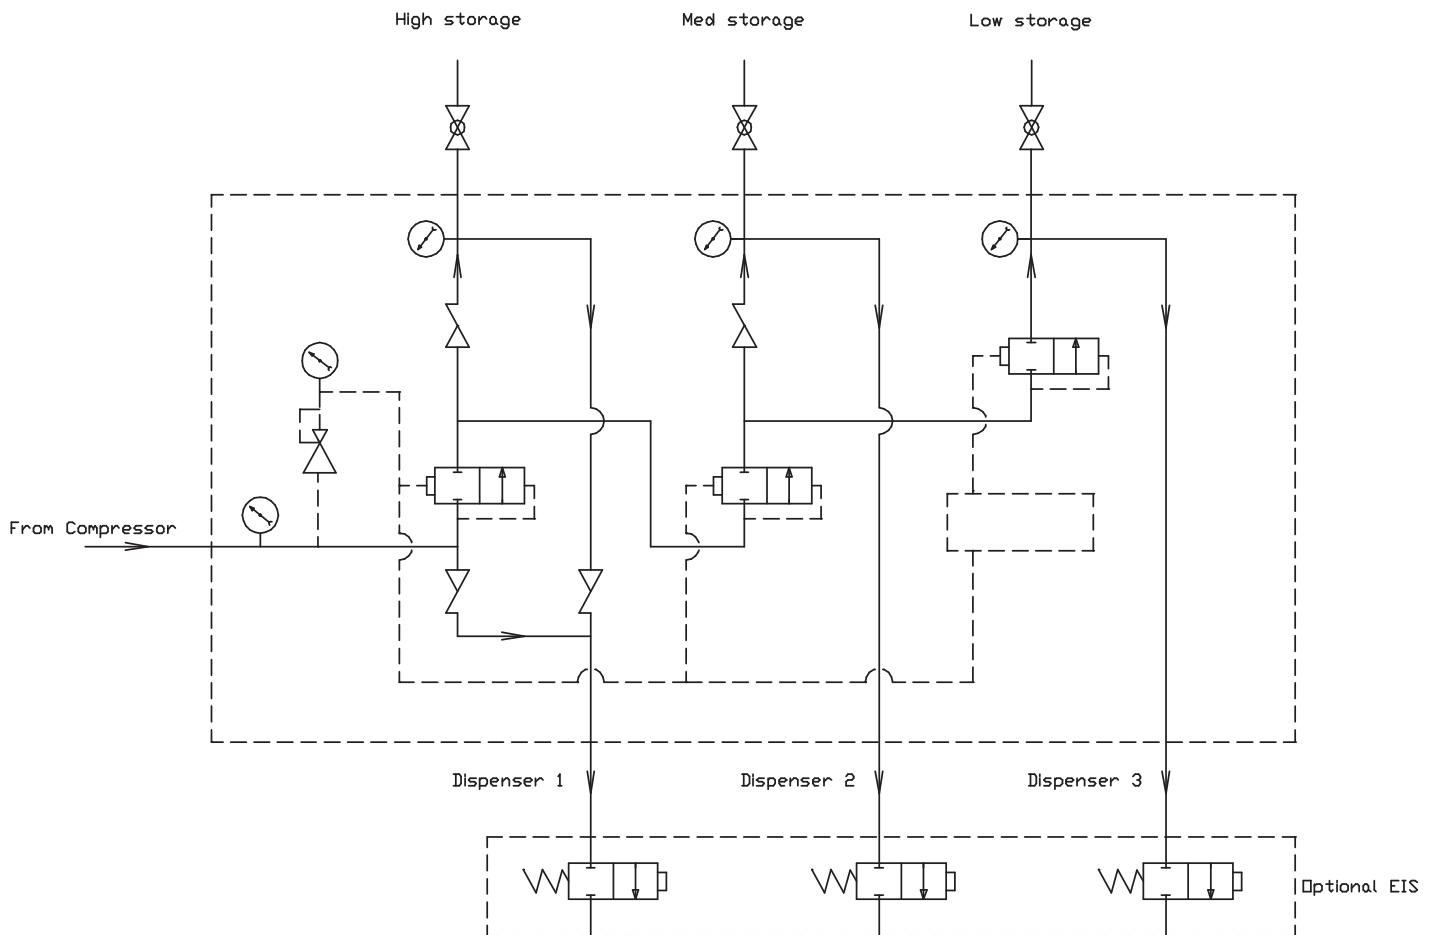 High storage
Med storage
Low storage
From Compressor
Dispenser 1
Dispenser 2
Dispenser 3
Optional EIS